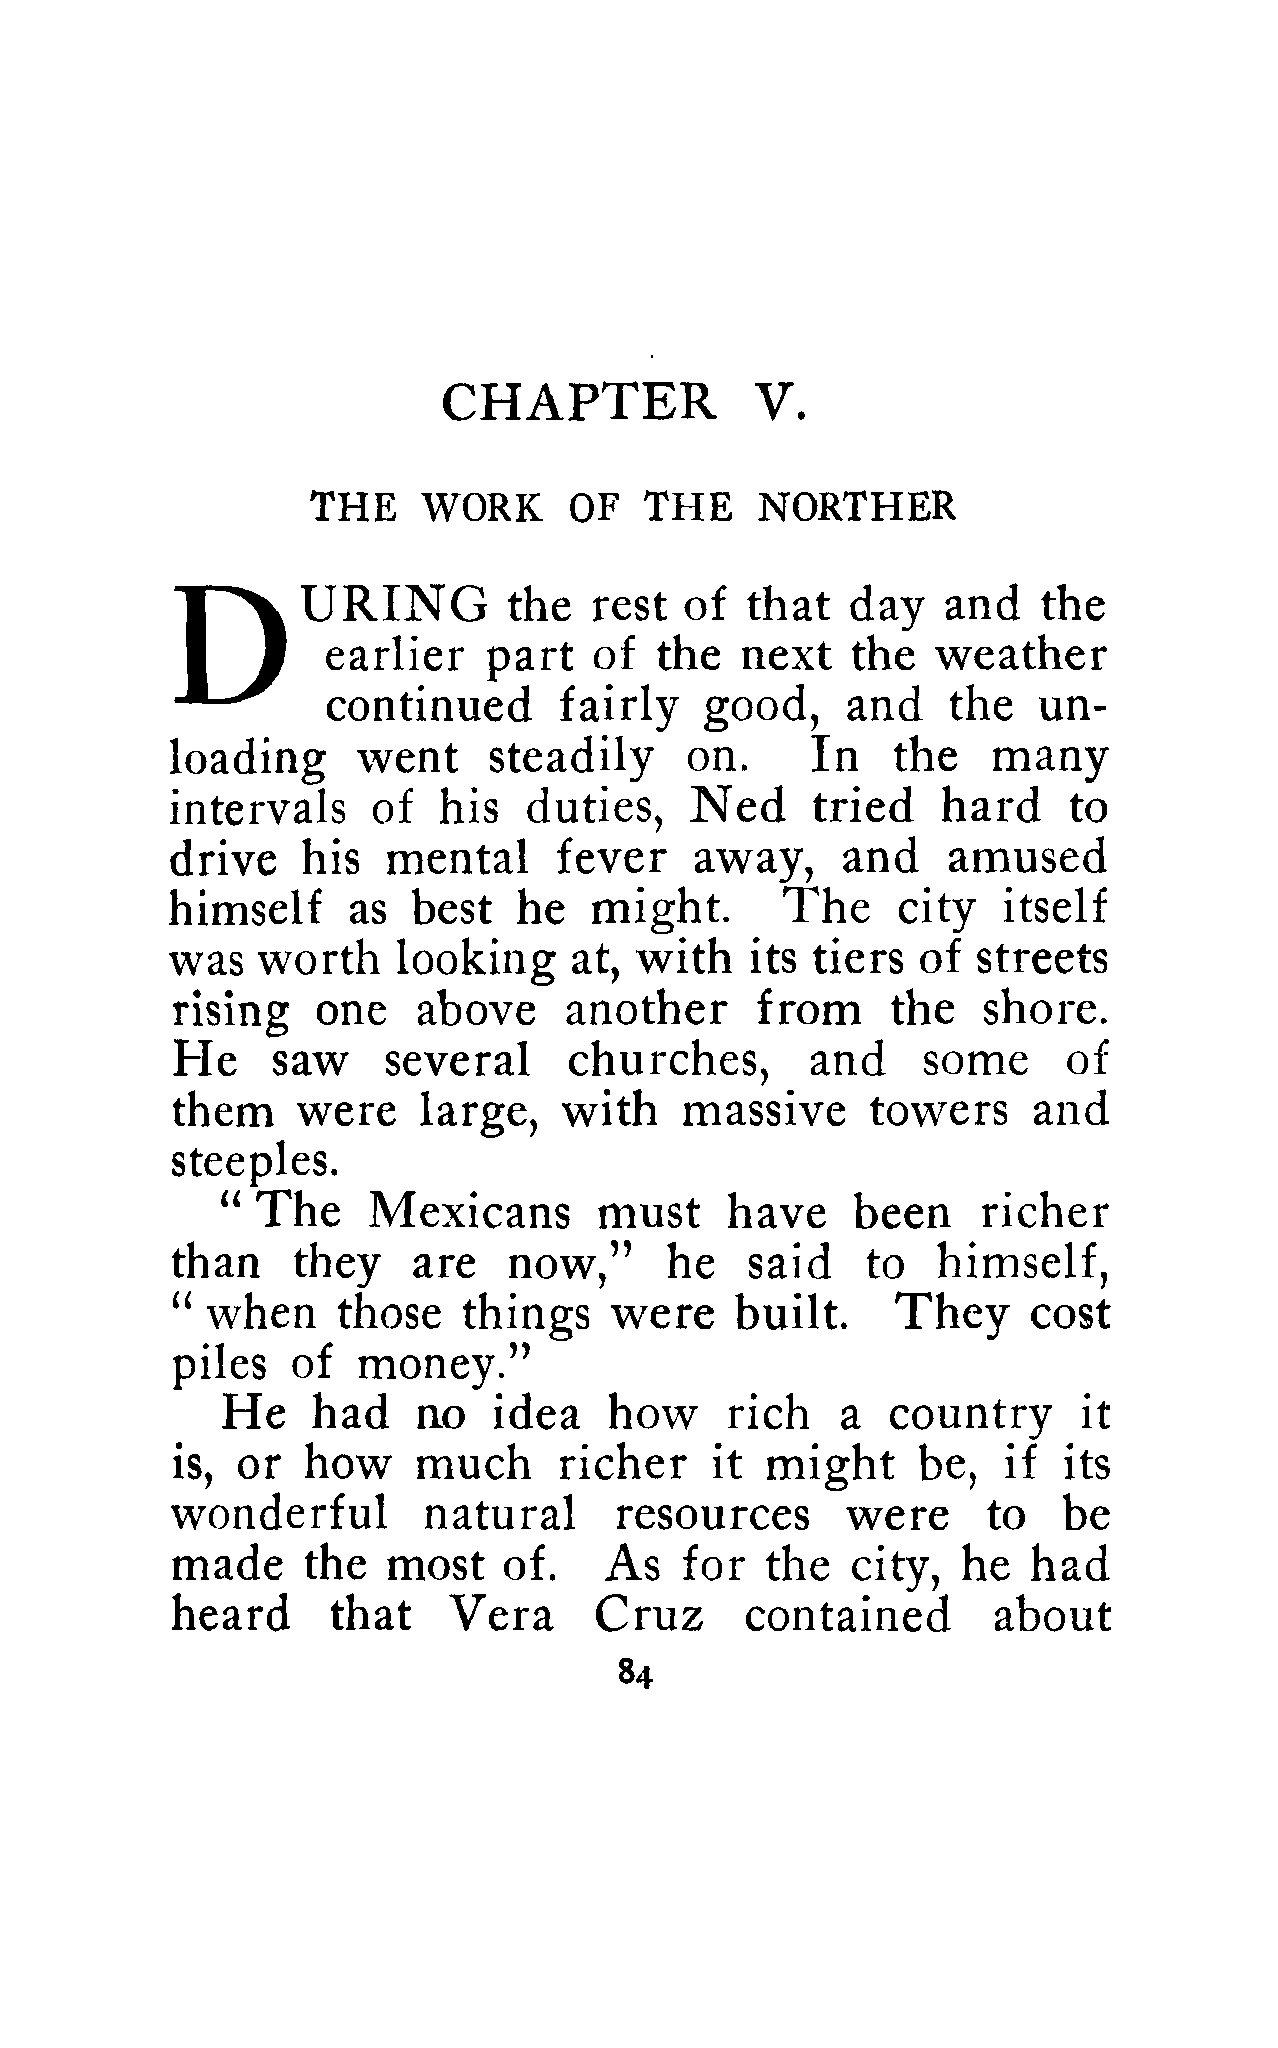 CHAPTER V.
THE WORK OF THE NORTHER
DURING the rest of that day and the
earlier part of the next the weather
continued fairly good, and the un-
loading went steadily on. In the many
intervals of his duties, Ned tried hard to
drive his mental fever away, and amused
himself as best he might. The city itself
was worth looking at, with its tiers of streets
rising one above another from the shore.
He saw several churches, and some of
them were large, with massive towers and
steeples.
“ The Mexicans must have been richer
than they are now,” he said to himself,
“ when those things were built. They cost
piles of money.”
He had no idea how rich a country it
is, or how much richer it might be, if its
wonderful natural resources were to be
made the most of. As for the city, he had
heard that Vera Cruz contained about
84